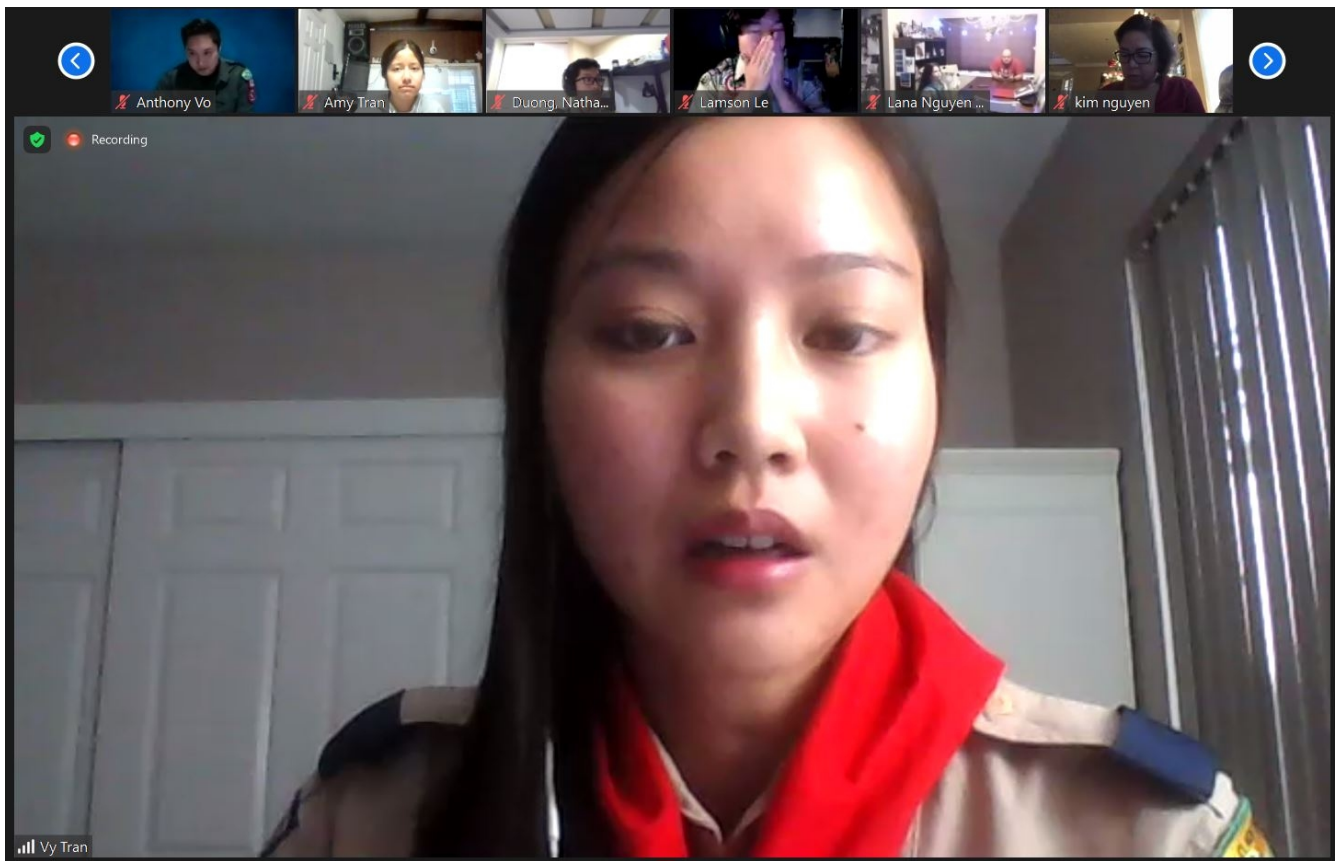 Anthony Vo
Amy Tran
Duong, Natha...
Lamson Le
Lana Nguyen ...
kim nguyen
Recording
Vy Tran